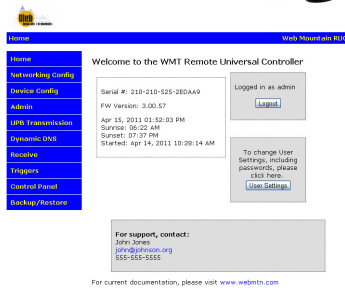 Web
Home
Web Mountain RUC
Home
Networking Config
Device Config
Admin
UPB Transmission
Dynamic DNS
Receive
Triggers
Control Panel
Backup/Restore
Welcome to the WMT Remote Universal Controller
Serial #: 210-210-525-2EDAA9
FW Version: 3.00.57
Apr 15, 2011 01:52:03 PM
Sunrise: 06:22 AM
Sunset: 07:37 PM
Started: Apr 14, 2011 10:28:14 AM
Logged in as admin
Logout
To change User
Settings, including
passwords, please
click here.
User Settings
For support, contact:
John Jones
john@johnson.org
555-555-5555
For current documentation, please visit www.webmtn.com